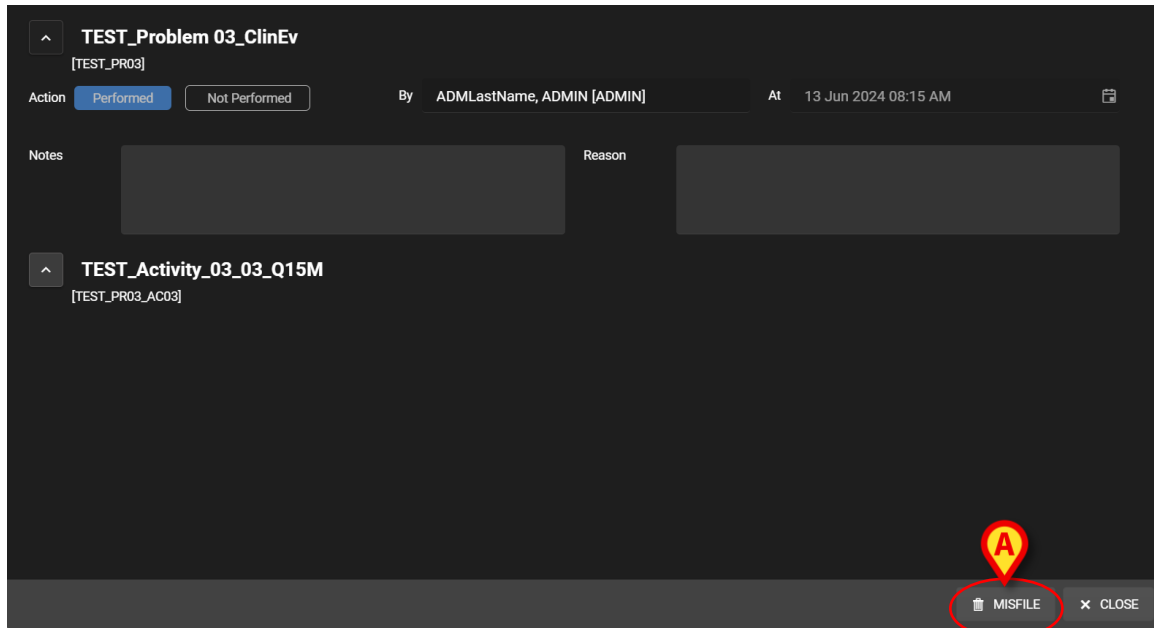 TEST_Problem 03_ClinEv
[TEST_PR03]
Action Performed Not Performed By ADMLastName, ADMIN [ADMIN] At 13 Jun 2024 08:15 AM
Notes Reason
TEST_Activity_03_03_Q15M
[TEST_PR03_AC03]
A
MISFILE CLOSE